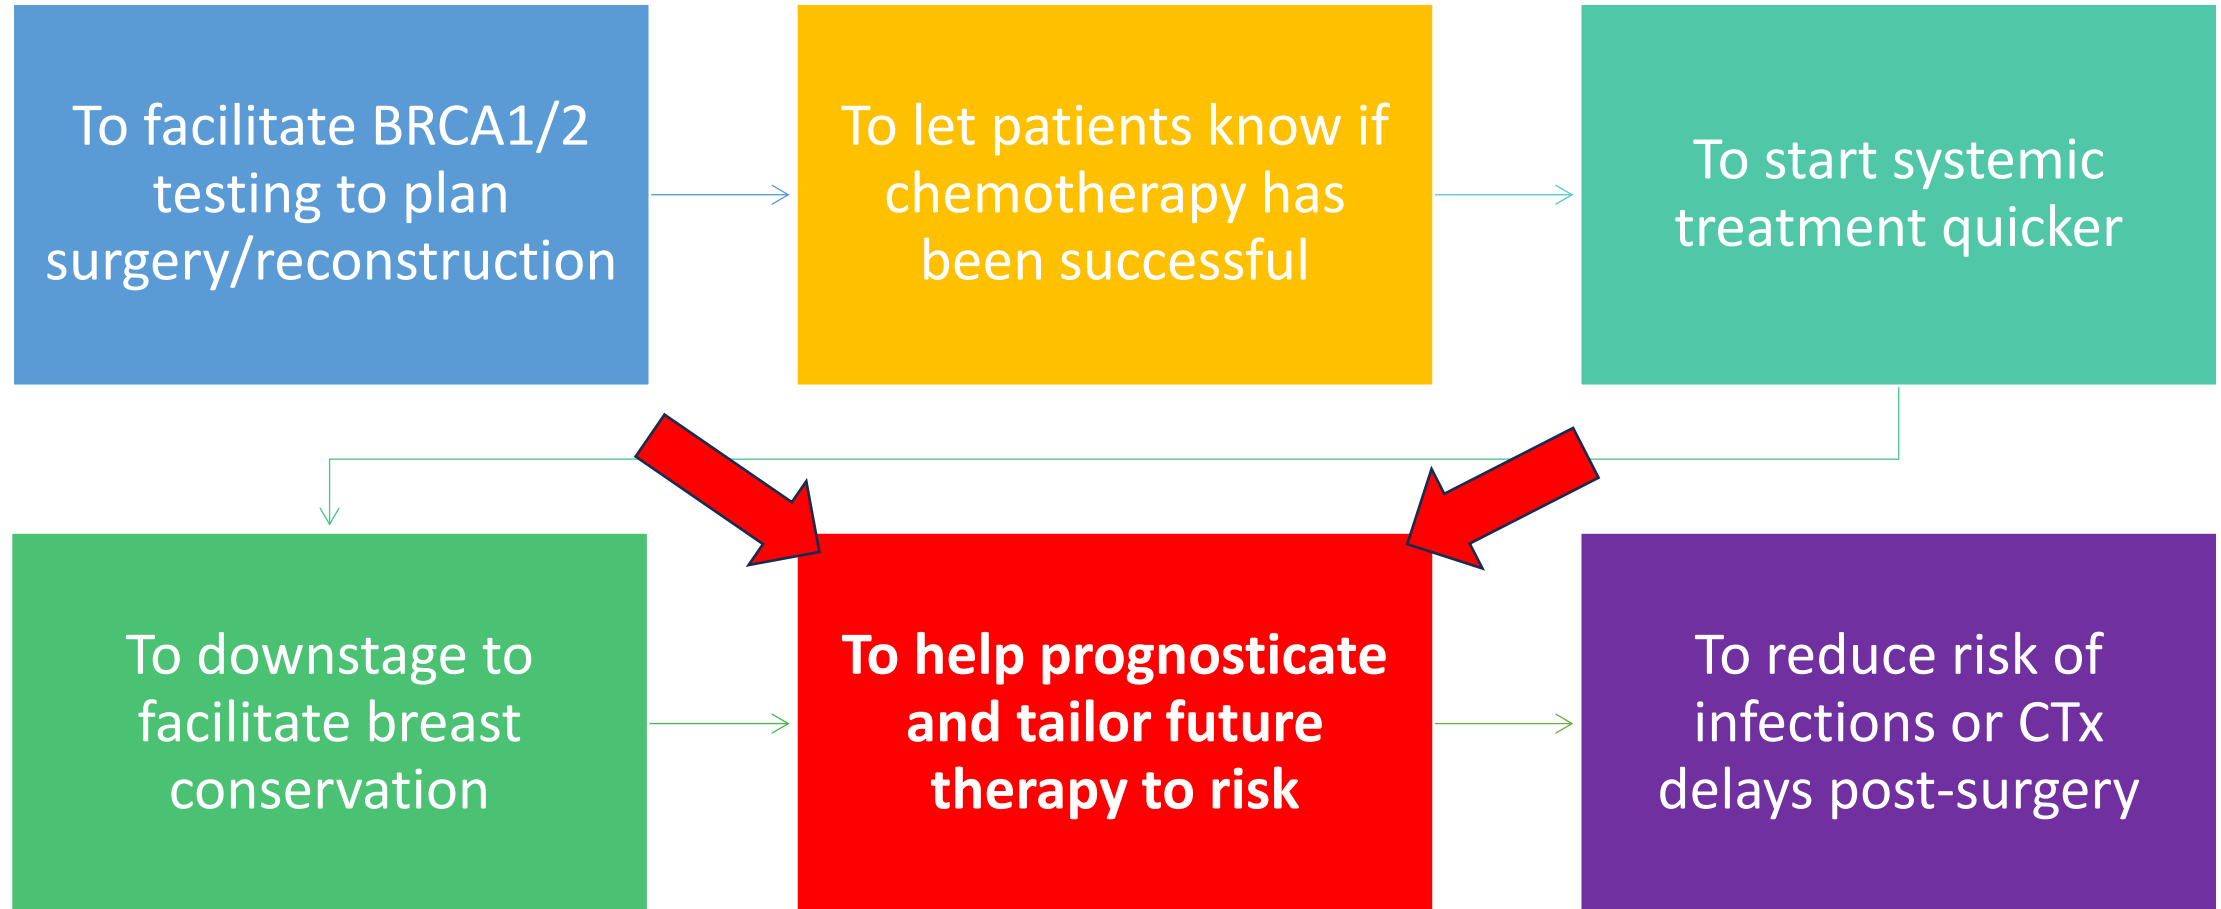 To facilitate BRCA1/2
testing to plan
surgery/reconstruction
To let patients know if
chemotherapy has
been successful
To start systemic
treatment quicker
To downstage to
facilitate breast
conservation
To help prognosticate
and tailor future
therapy to risk
To reduce risk of
infections or CTx
delays post-surgery